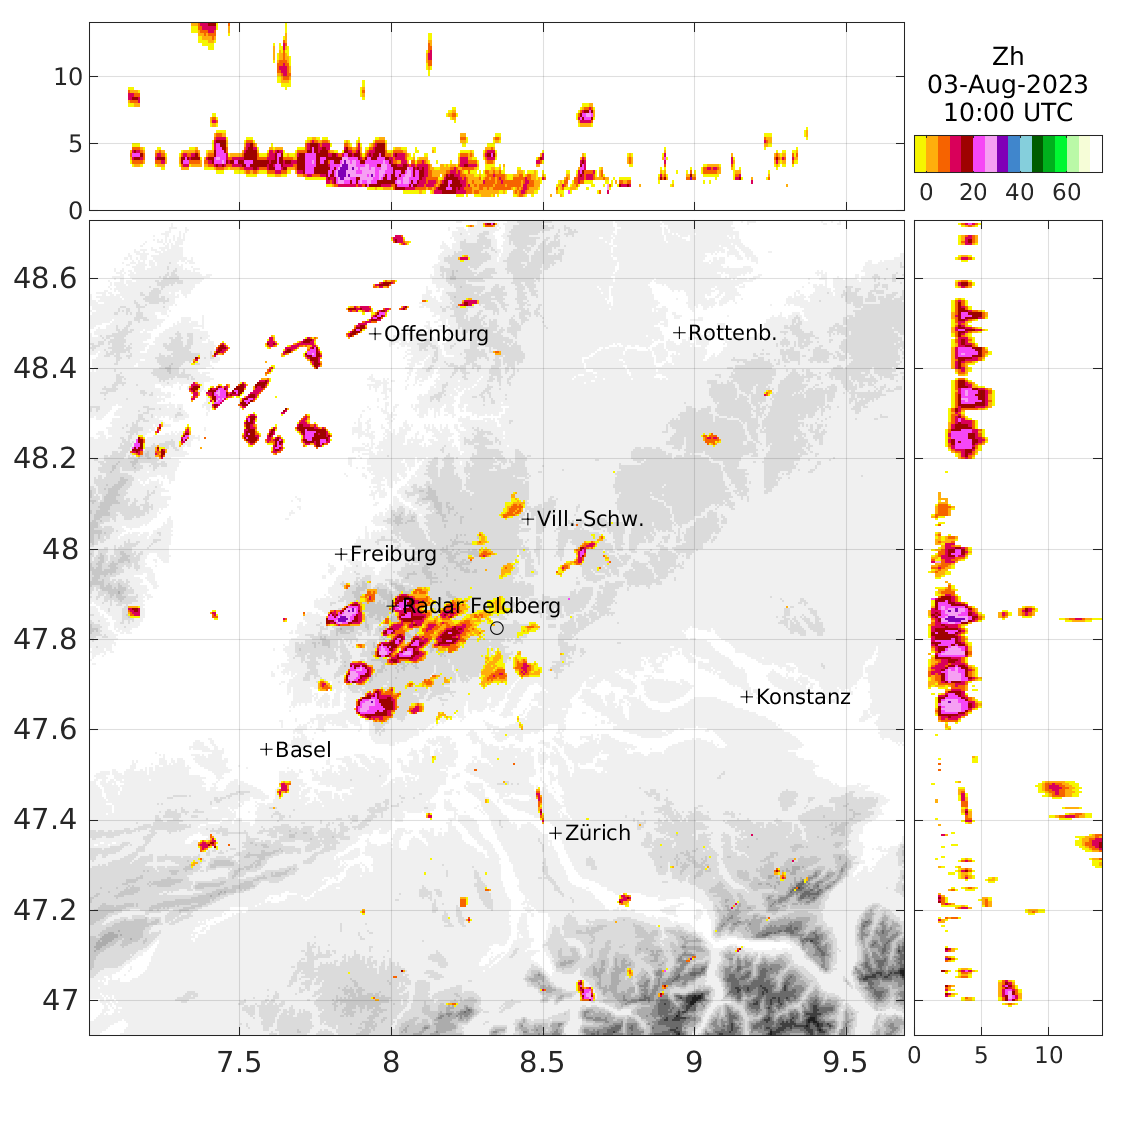 10
5
0
Zh
03-Aug-2023
10:00 UTC
0 20 40 60
48.6
Offenburg
Rottenb.
48.4
48.2
Vill.-Schw.
48
Freiburg
Radar Feldberg
47.8
Konstanz
47.6
Basel
47.4
Zürich
47.2
47
7.5 8 8.5 9 9.5
0 5 10